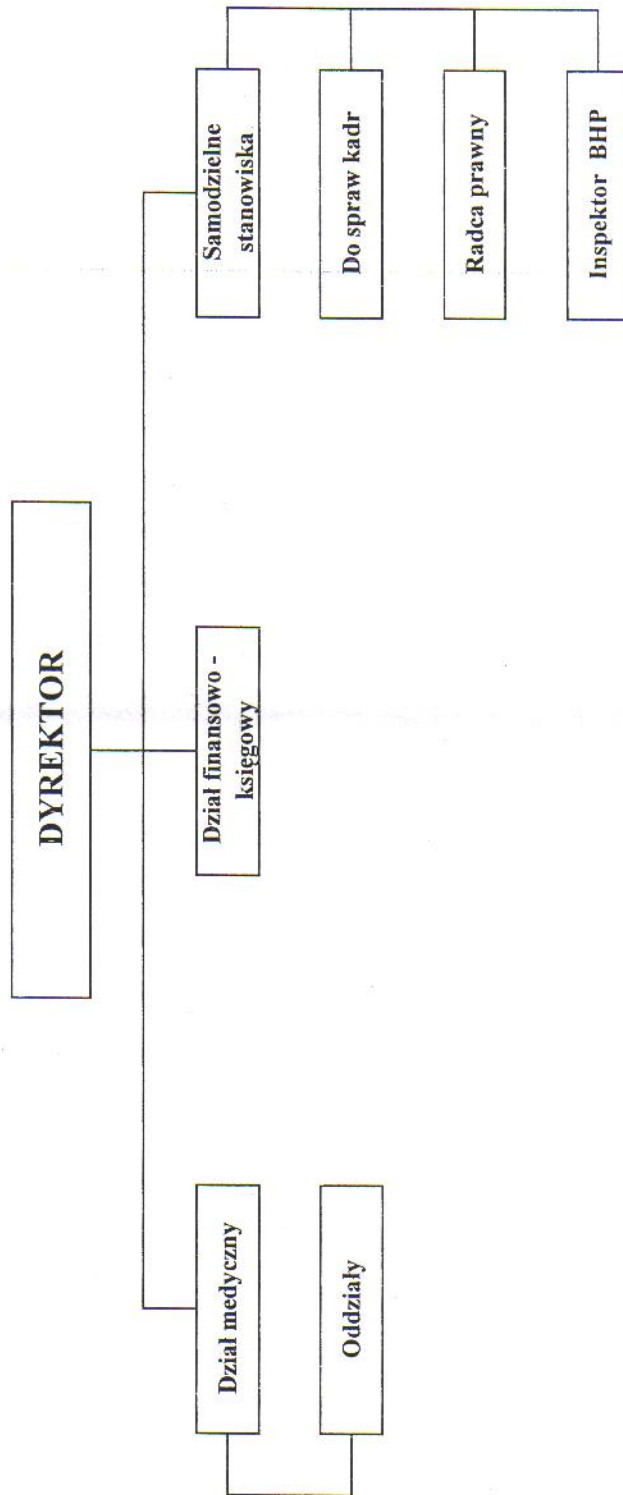 DYREKTOR
Dział medyczny
Oddziały
Dział finansowo -
księgowy
Samodzielne
stanowiska
Do spraw kadr
Radca prawny
Inspektor BHP